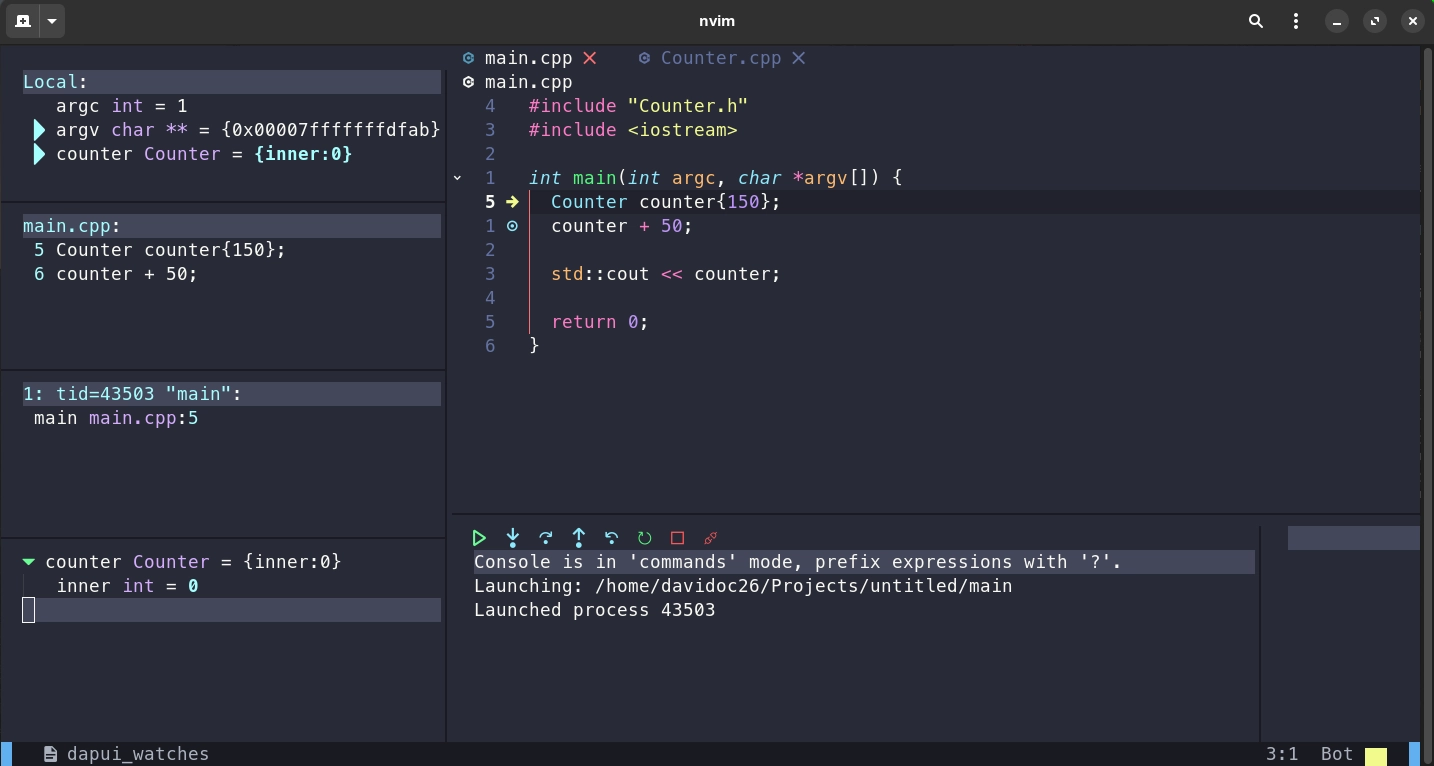 nvim
Local:
argc int = 1
argv char ** = {0x00007fffffffdfab}
counter Counter = {inner:0}
main.cpp:
5 Counter counter{150};
6 counter + 50;
1: tid=43503 "main":
main main.cpp:5
counter Counter = {inner:0}
inner int = 0
main.cpp Counter.cpp
main.cpp
4 #include "Counter.h"
3 #include <iostream>
2
1 int main(int argc, char *argv[]) {
5 Counter counter{150};
1 counter + 50;
2
3 std::cout << counter;
4
5 return 0;
6 }
Console is in 'commands' mode, prefix expressions with '?'.
Launching: /home/davidoc26/Projects/untitled/main
Launched process 43503
dapui_watches 3:1 Bot